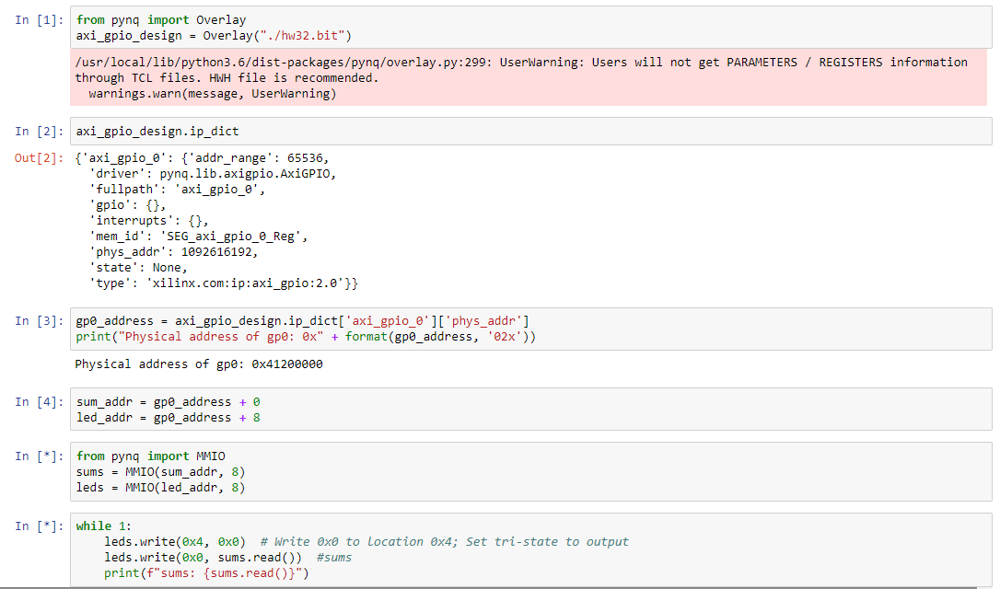 In [1]: from pynq import Overlay
axi_gpio_design = Overlay("./hw32.bit")
/usr/local/lib/python3.6/dist-packages/pynq/overlay.py:299: UserWarning: Users will not get PARAMETERS / REGISTERS information
through TCL files. HWH file is recommended.
  warnings.warn(message, UserWarning)
In [2]: axi_gpio_design.ip_dict
Out[2]: {'axi_gpio_0': {'addr_range': 65536,
  'driver': pynq.lib.axigpio.AxiGPIO,
  'fullpath': 'axi_gpio_0',
  'gpio': {},
  'interrupts': {},
  'mem_id': 'SEG_axi_gpio_0_Reg',
  'phys_addr': 1092616192,
  'state': None,
  'type': 'xilinx.com:ip:axi_gpio:2.0'}}
In [3]: gp0_address = axi_gpio_design.ip_dict['axi_gpio_0']['phys_addr']
print("Physical address of gp0: 0x" + format(gp0_address, '02x'))
Physical address of gp0: 0x41200000
In [4]: sum_addr = gp0_address + 0
led_addr = gp0_address + 8
In [*]: from pynq import MMIO
sums = MMIO(sum_addr, 8)
leds = MMIO(led_addr, 8)
In [*]: while 1:
    leds.write(0x4, 0x0)  # Write 0x0 to location 0x4; Set tri-state to output
    leds.write(0x0, sums.read())  #sums
    print(f"sums: {sums.read()}")